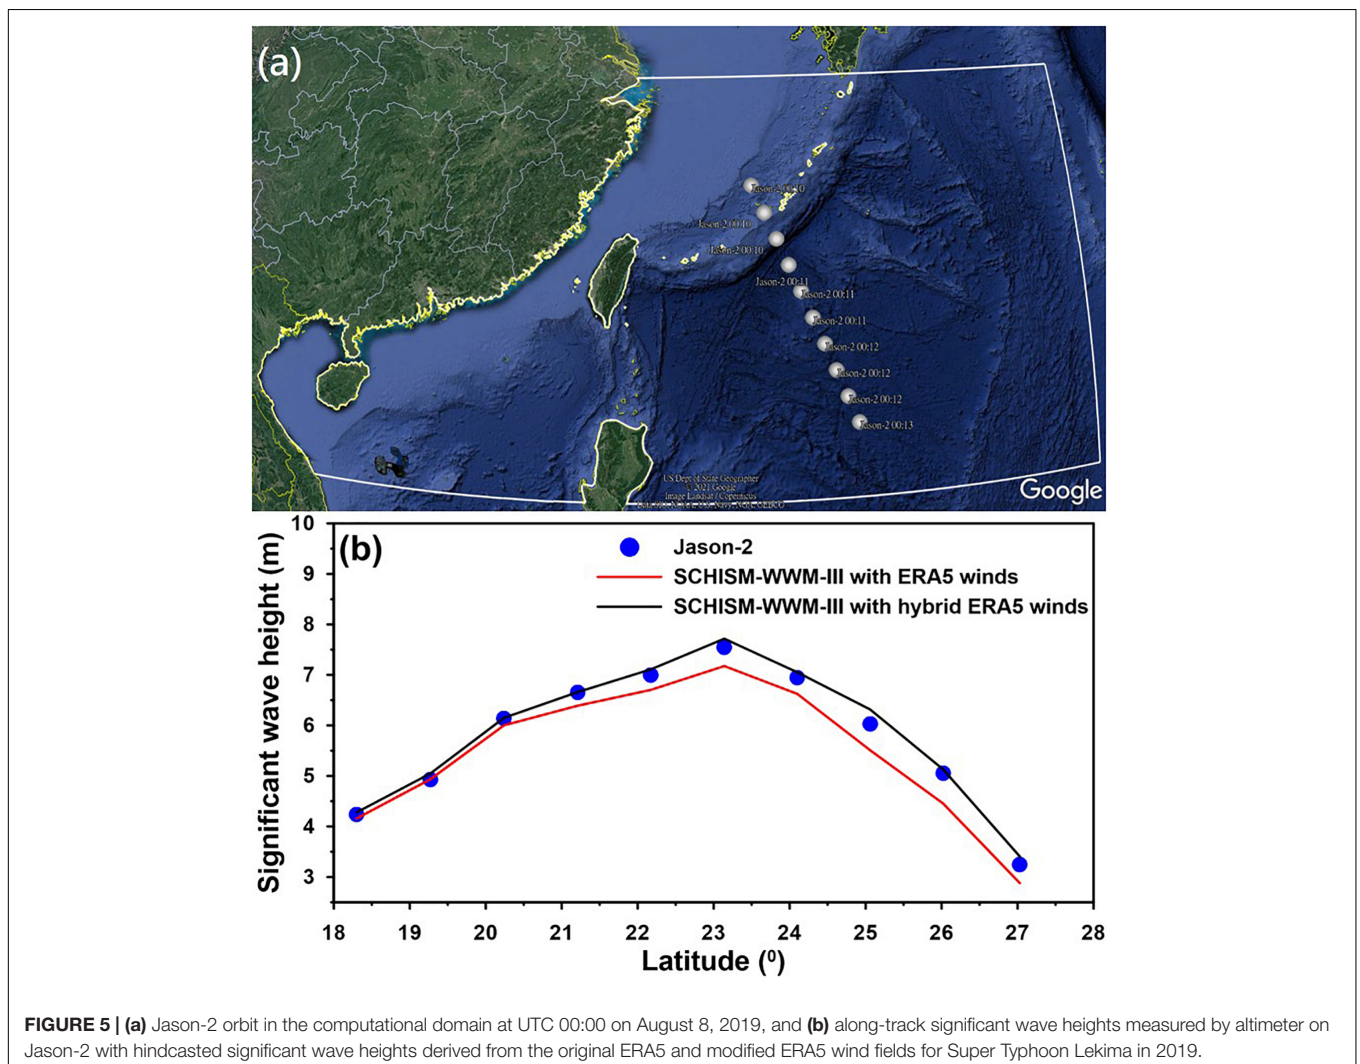 (a)
Jason-2 00:10
Jason-2 00:10
Jason-2 00:10
Jason-2 00:11
Jason-2 00:11
Jason-2 00:11
Jason-2 00:12
Jason-2 00:12
Jason-2 00:12
Jason-2 00:13
US Dept of State Geographer
© 2021 Google
Image Landsat / Copernicus
Data SIO, NOAA, U.S. Navy, NGA, GEBCO
Google
(b)
Jason-2
SCHISM-WWM-III with ERA5 winds
SCHISM-WWM-III with hybrid ERA5 winds
Significant wave height (m)
10
9
8
7
6
5
4
3
18 19 20 21 22 23 24 25 26 27 28
Latitude (⁰)
FIGURE 5 | (a) Jason-2 orbit in the computational domain at UTC 00:00 on August 8, 2019, and (b) along-track significant wave heights measured by altimeter on
Jason-2 with hindcasted significant wave heights derived from the original ERA5 and modified ERA5 wind fields for Super Typhoon Lekima in 2019.